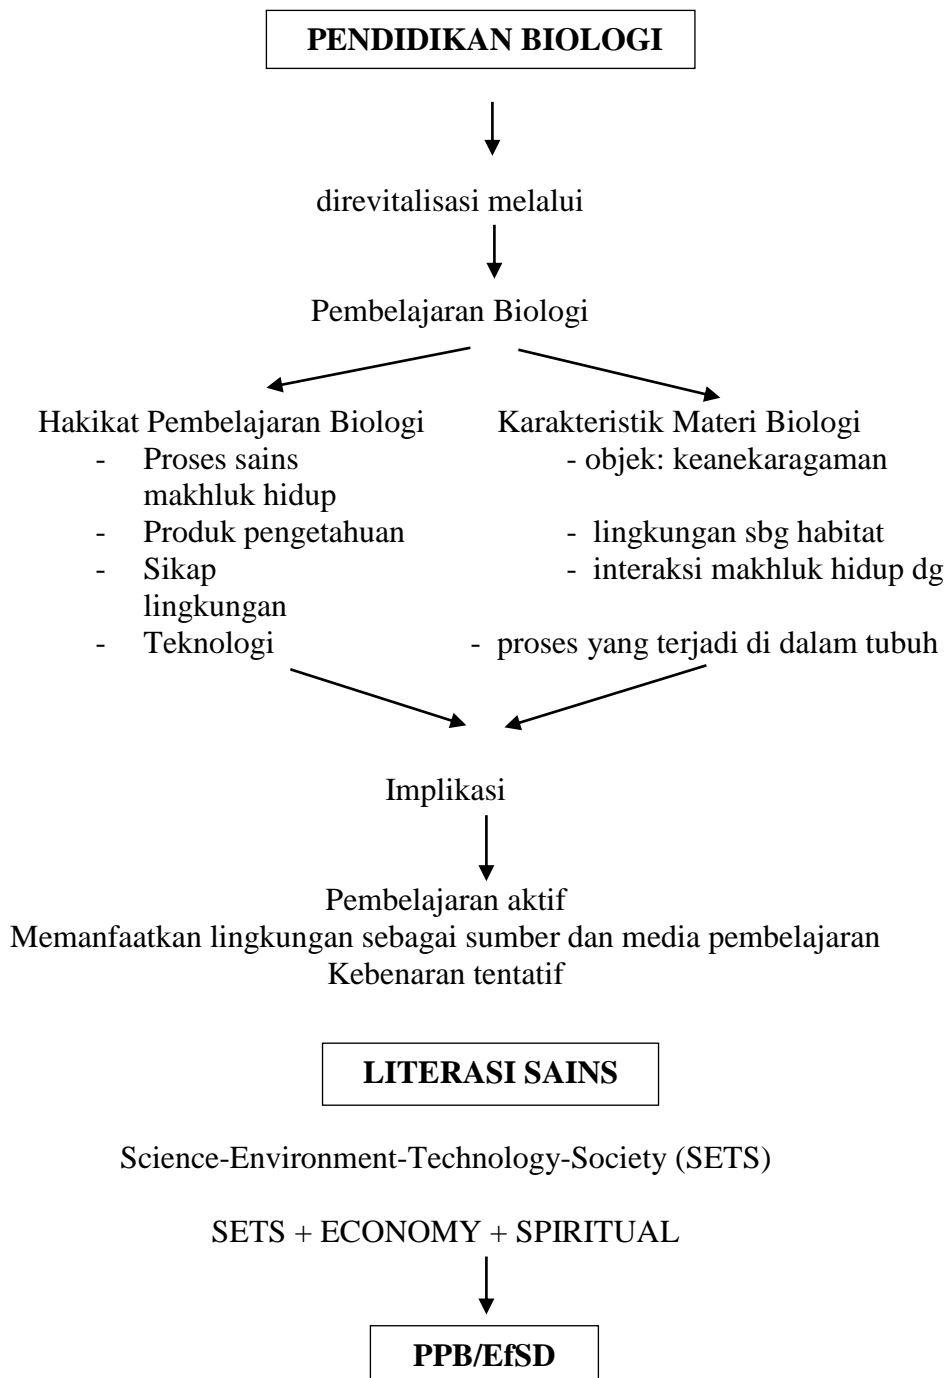 PENDIDIKAN BIOLOGI
direvitalisasi melalui
Pembelajaran Biologi
Hakikat Pembelajaran Biologi Karakteristik Materi Biologi
- Proses sains - objek: keanekaragaman
makhluk hidup
- Produk pengetahuan - lingkungan sbg habitat
- Sikap - interaksi makhluk hidup dg
lingkungan
- Teknologi - proses yang terjadi di dalam tubuh
Implikasi
Pembelajaran aktif
Memanfaatkan lingkungan sebagai sumber dan media pembelajaran
Kebenaran tentatif
LITERASI SAINS
Science-Environment-Technology-Society (SETS)
SETS + ECONOMY + SPIRITUAL
PPB/EfSD